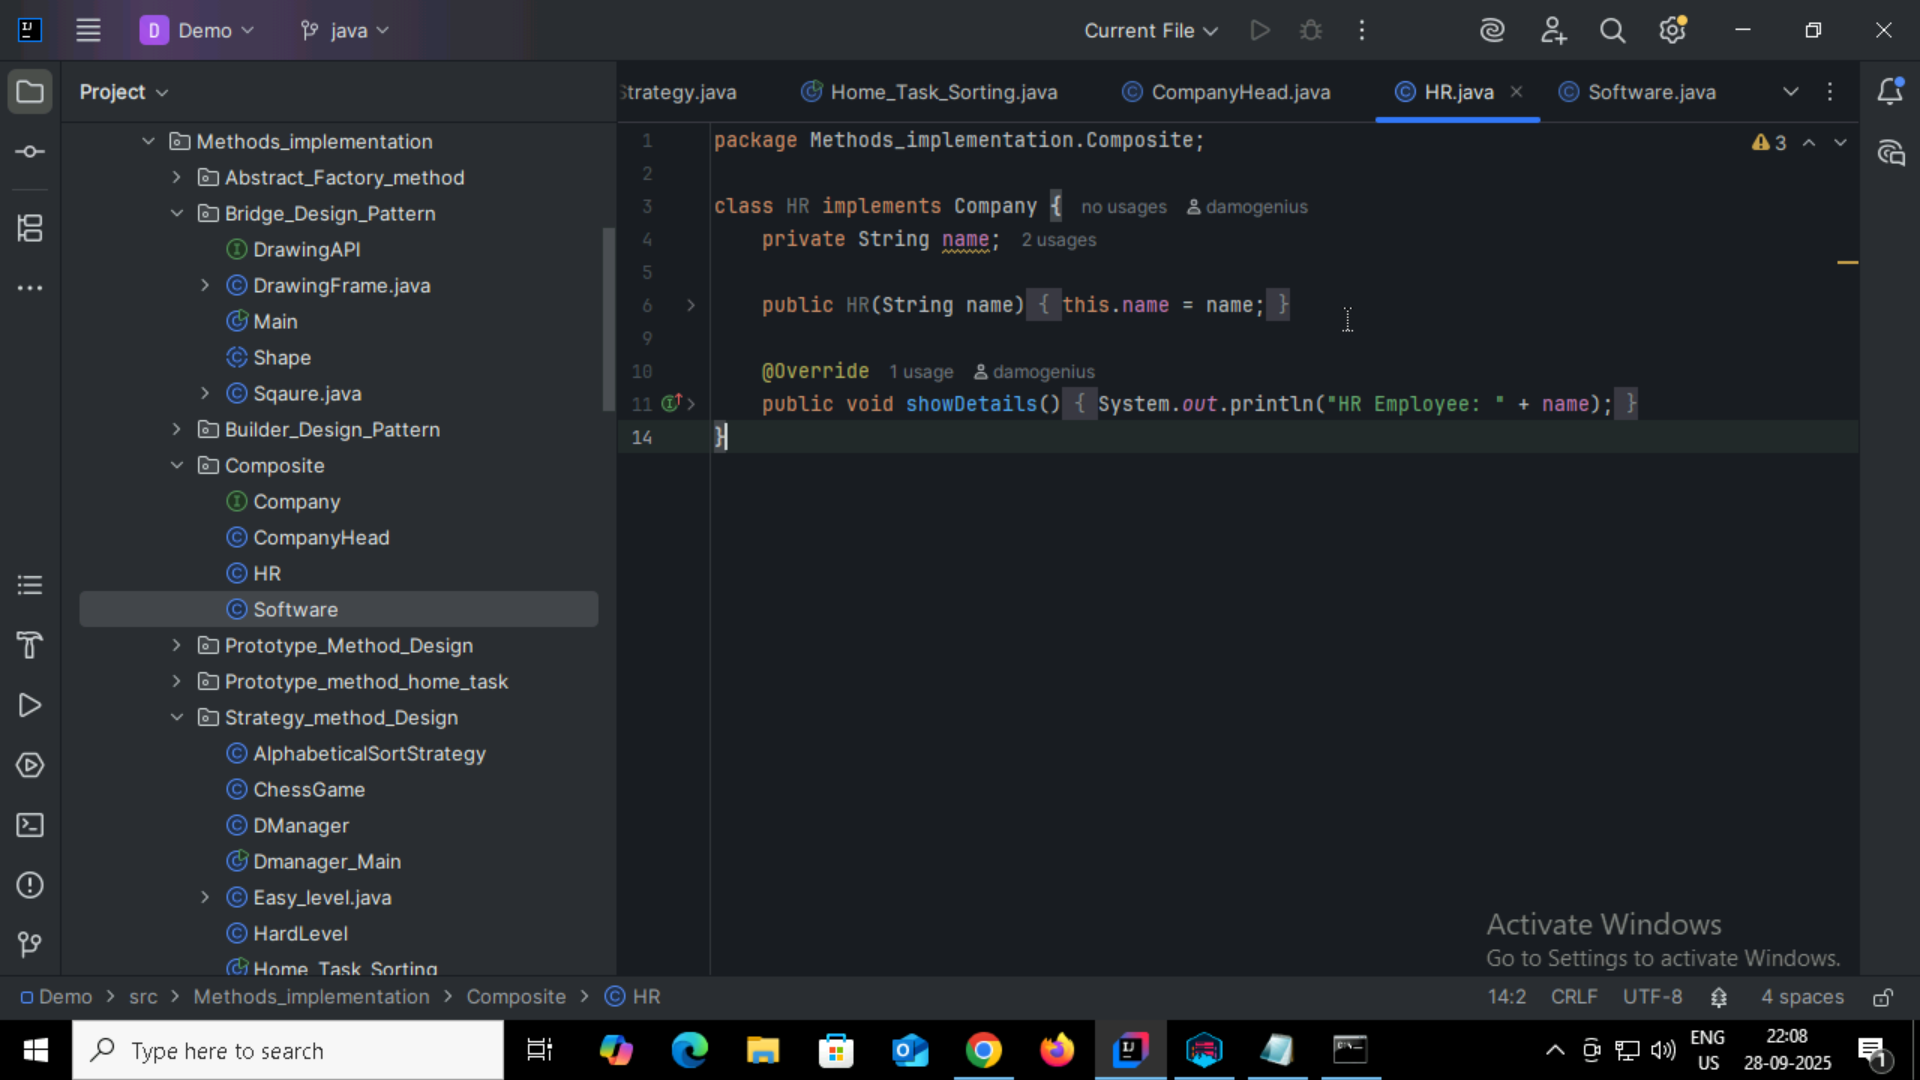 IJ
D Demo
java
Current File
Project
Strategy.java
Home_Task_Sorting.java
CompanyHead.java
HR.java
Software.java
Methods_implementation
Abstract_Factory_method
Bridge_Design_Pattern
DrawingAPI
DrawingFrame.java
Main
Shape
Sqaure.java
Builder_Design_Pattern
Composite
Company
CompanyHead
HR
Software
Prototype_Method_Design
Prototype_method_home_task
Strategy_method_Design
AlphabeticalSortStrategy
ChessGame
DManager
Dmanager_Main
Easy_level.java
HardLevel
Home_Task_Sorting
3
1 package Methods_implementation.Composite;
2
3 class HR implements Company { no usages damogenius
4 private String name; 2 usages
5
6 public HR(String name) { this.name = name; }
9
10 @Override 1 usage damogenius
11 public void showDetails() { System.out.println("HR Employee: " + name); }
14 }
Activate Windows
Go to Settings to activate Windows.
Demo > src > Methods_implementation > Composite > HR
14:2 CRLF UTF-8 4 spaces
Type here to search
ENG
US
22:08
28-09-2025
1